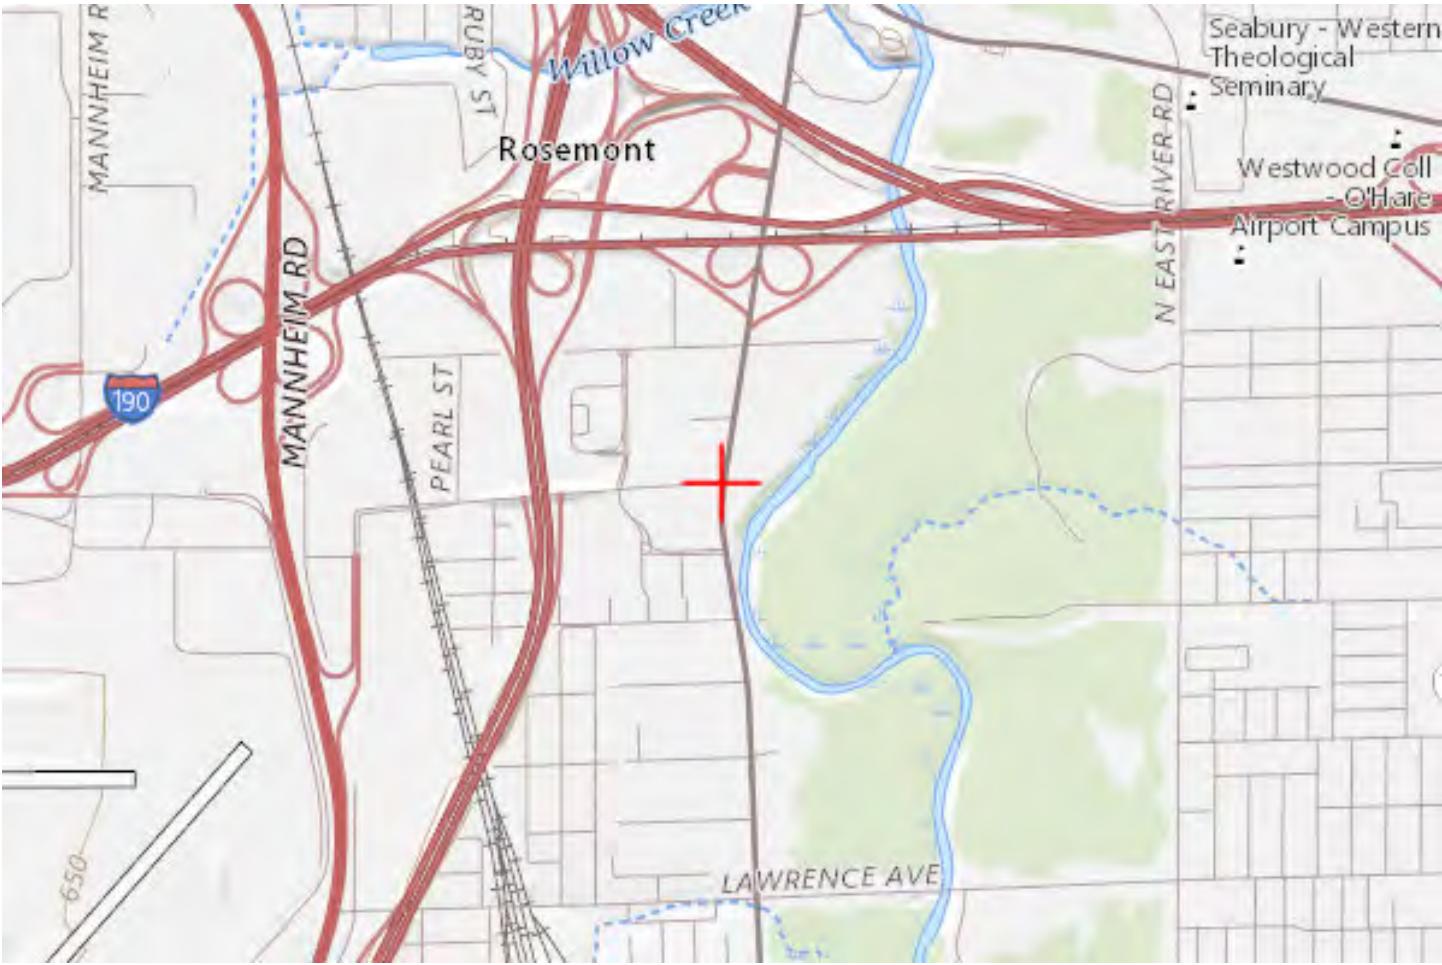 MANNHEIM R
RUBY ST
Willow Creek
Seabury - Western
Theological
Seminary
N EAST RIVER RD
Rosemont
Westwood Coll
- O'Hare
Airport Campus
MANNHEIM RD
190
PEARL ST
650
LAWRENCE AVE